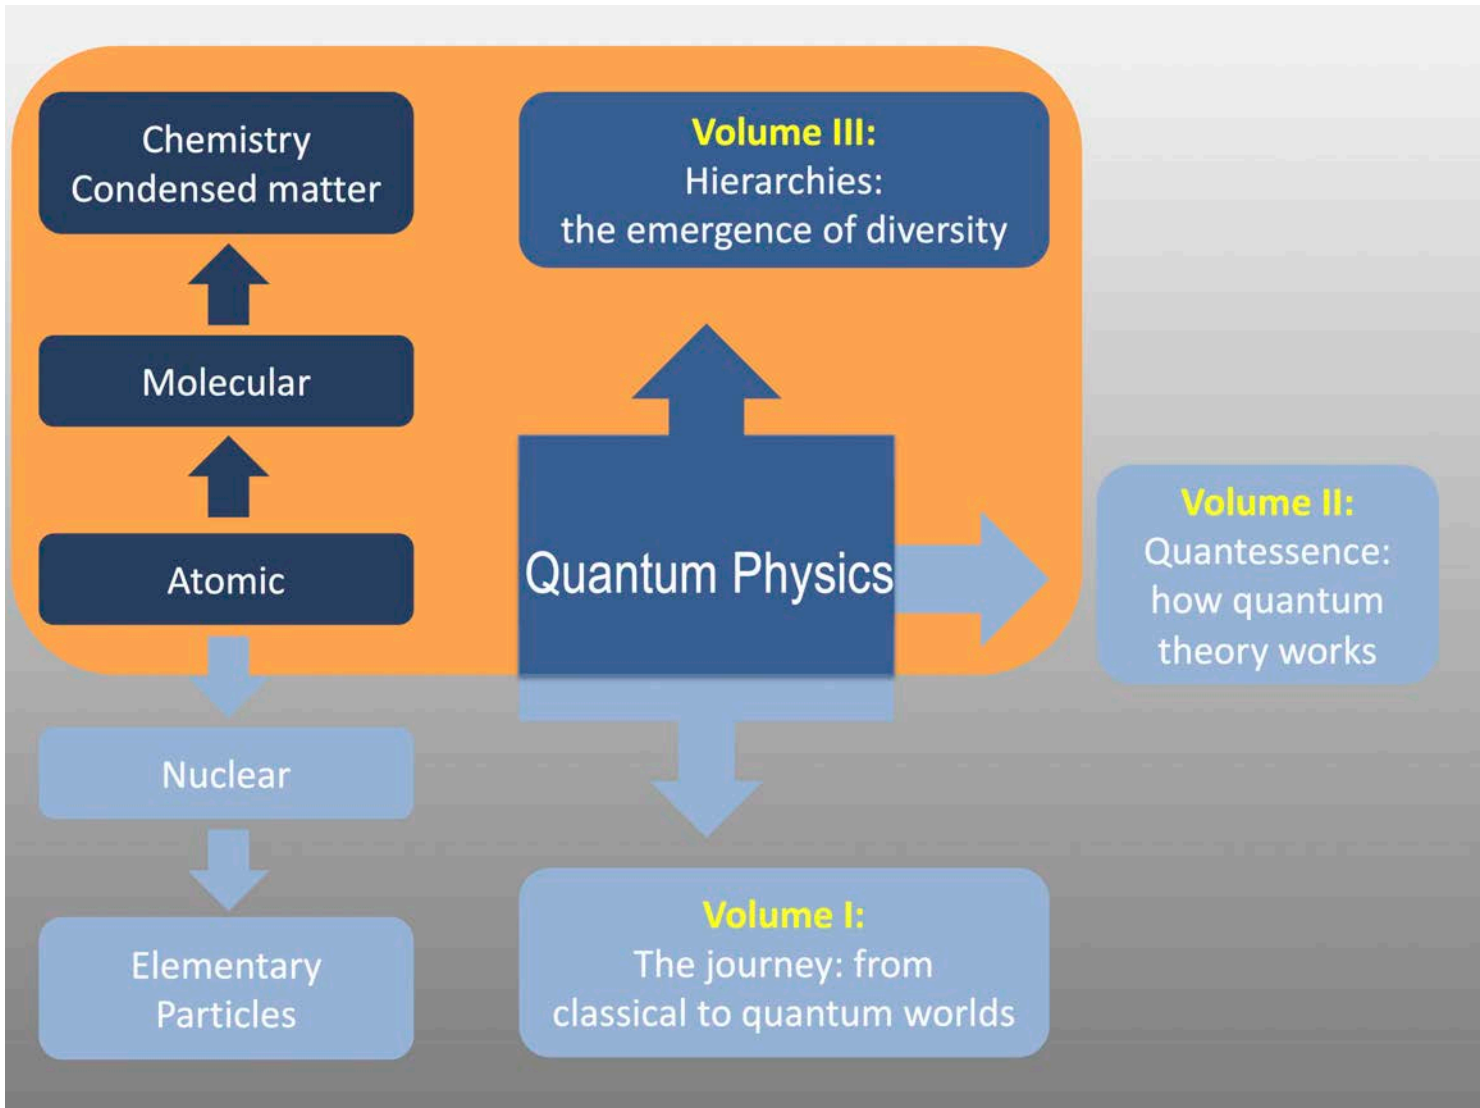 Chemistry
Condensed matter
Molecular
Atomic
Nuclear
Elementary
Particles
Volume III:
Hierarchies:
the emergence of diversity
Quantum Physics
Volume II:
Quantessence:
how quantum
theory works
Volume I:
The journey: from
classical to quantum worlds